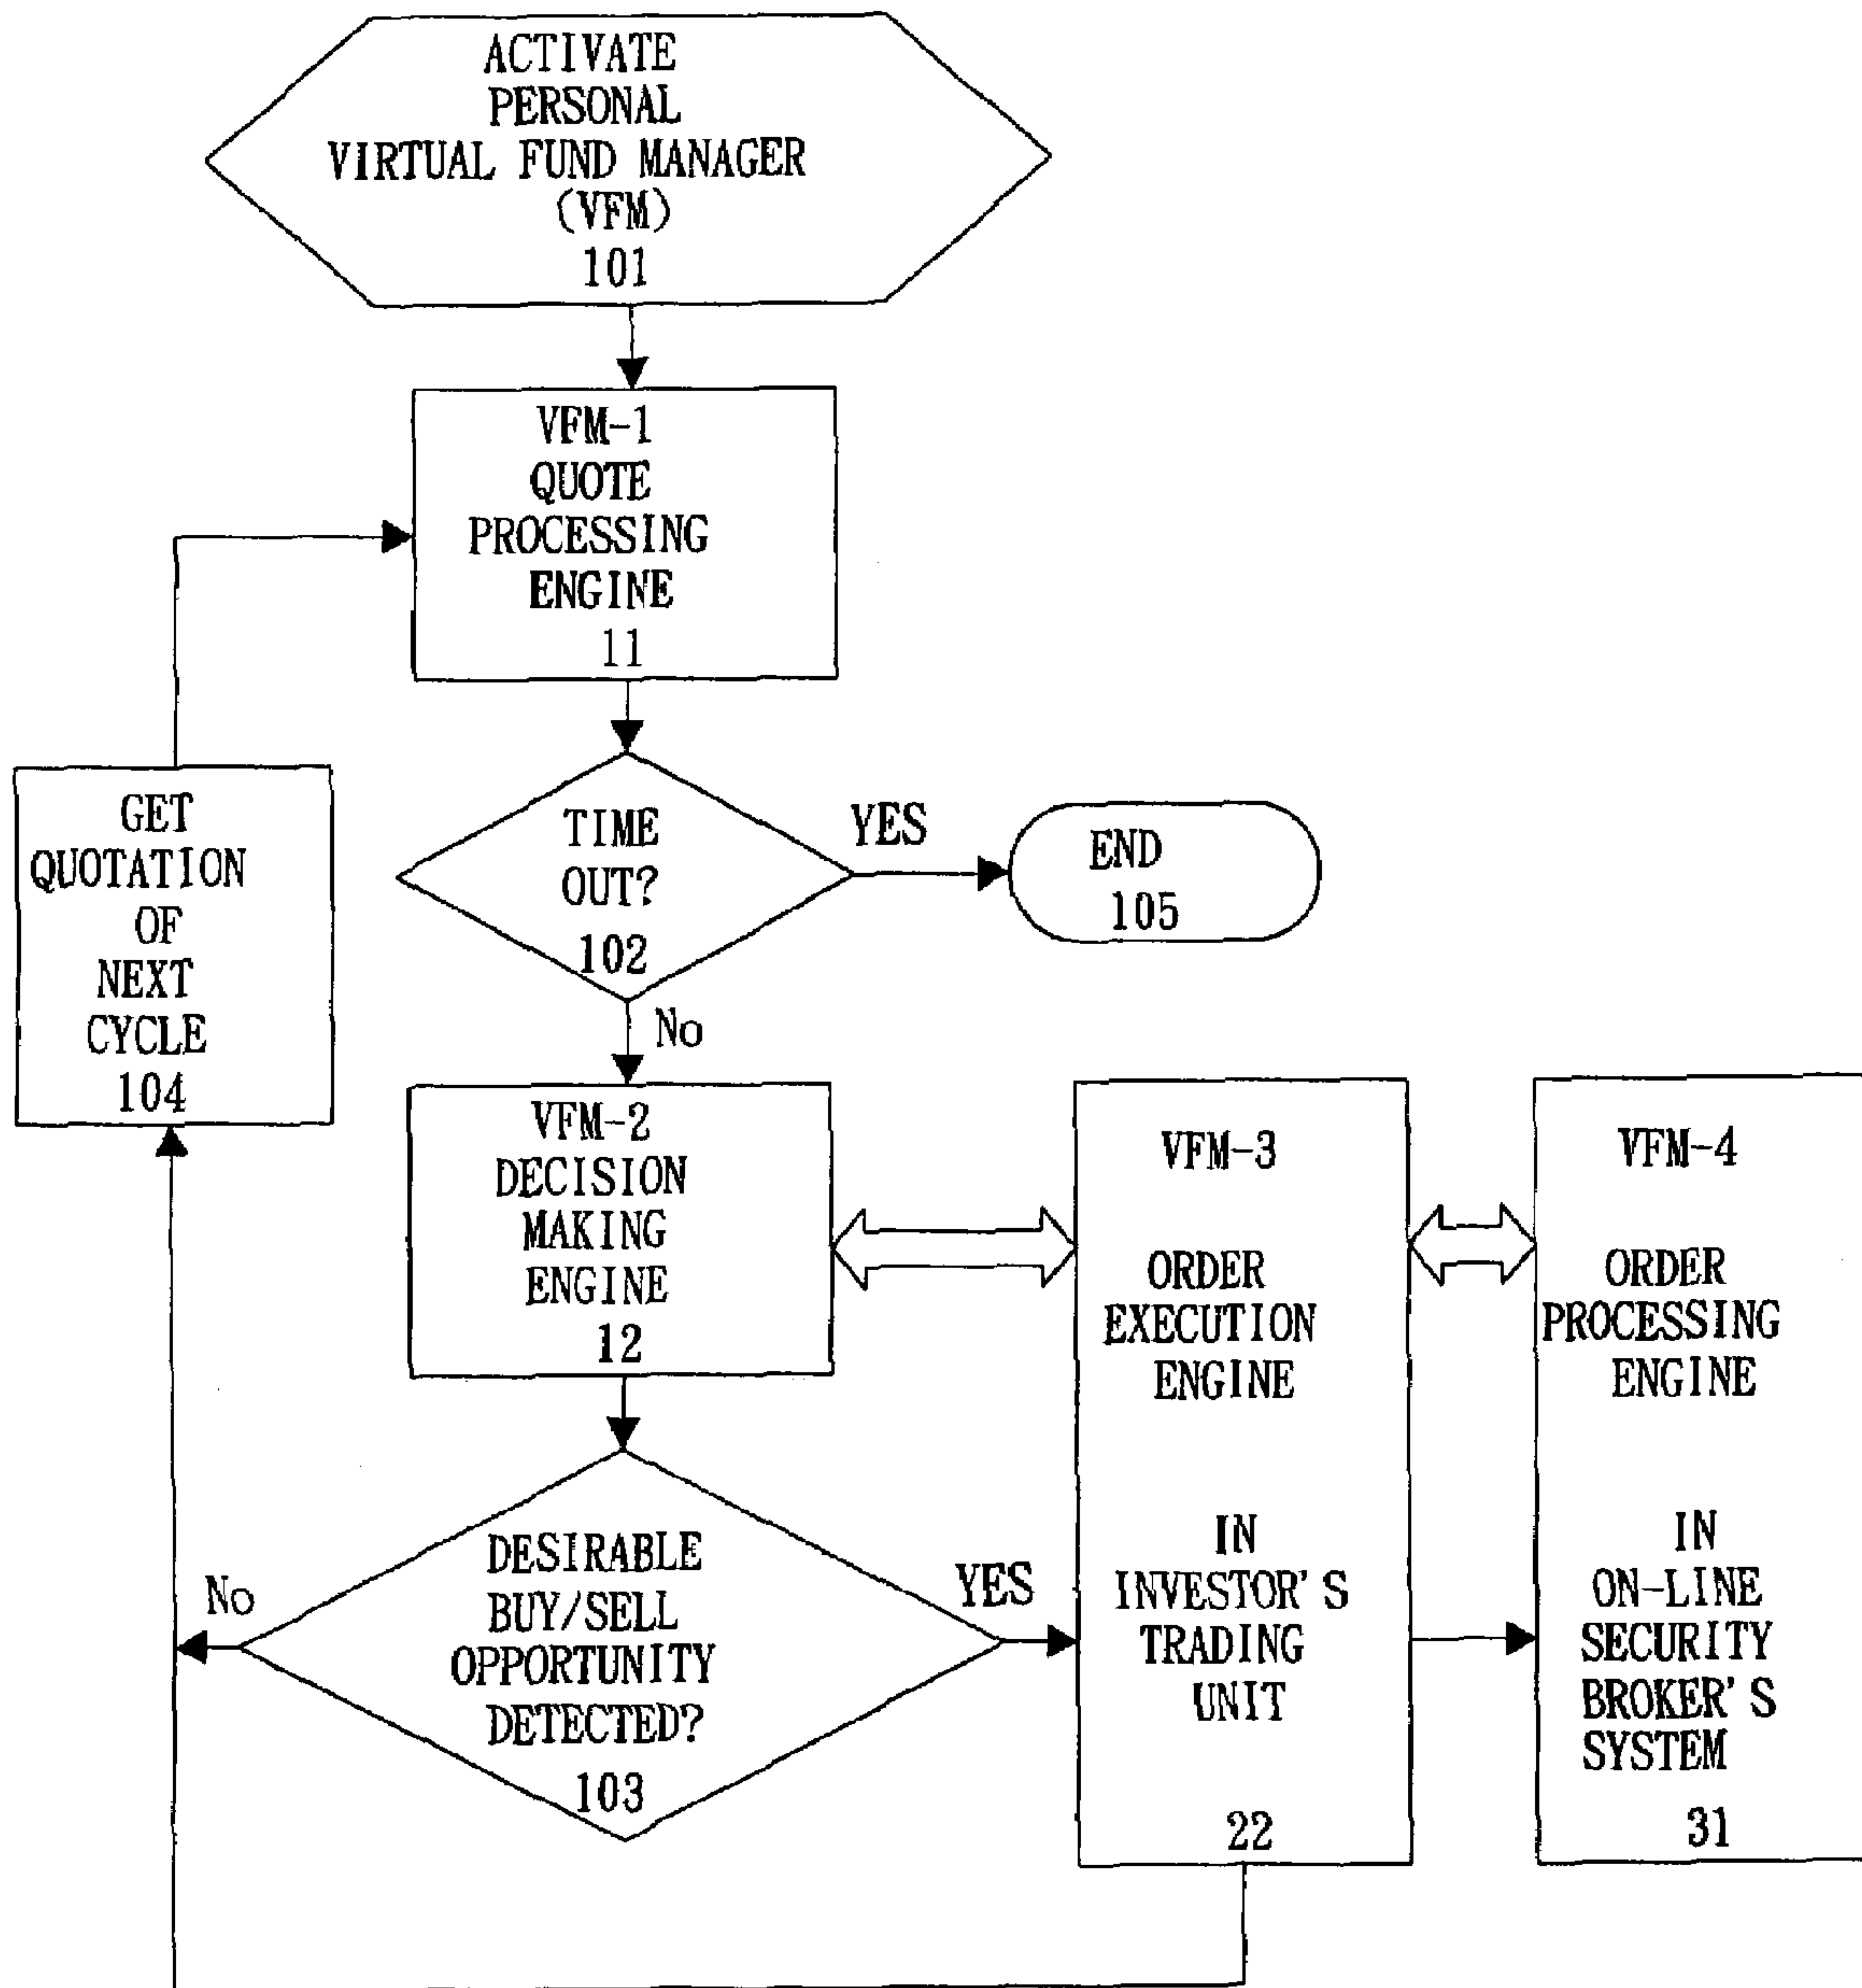 ACTIVATE
PERSONAL
VIRTUAL FUND MANAGER
(VFM)
101
VFM-1
QUOTE
PROCESSING
ENGINE
11
TIME
OUT?
102
YES
END
105
No
GET
QUOTATION
OF
NEXT
CYCLE
104
VFM-2
DECISION
MAKING
ENGINE
12
DESIRABLE
BUY/SELL
OPPORTUNITY
DETECTED?
103
No
YES
VFM-3
ORDER
EXECUTION
ENGINE
IN
INVESTOR'S
TRADING
UNIT
22
VFM-4
ORDER
PROCESSING
ENGINE
IN
ON-LINE
SECURITY
BROKER'S
SYSTEM
31